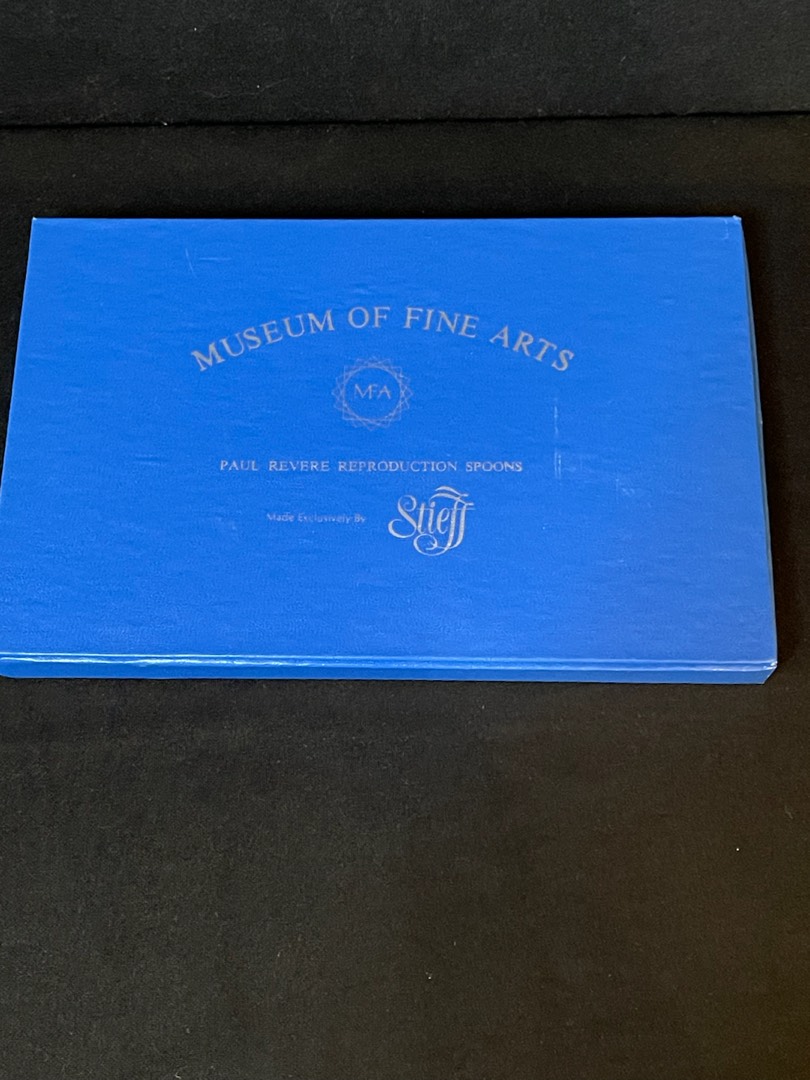 MUSEUM OF FINE ARTS
MFA
PAUL REVERE REPRODUCTION SPOONS
Made Exclusively By Stieff